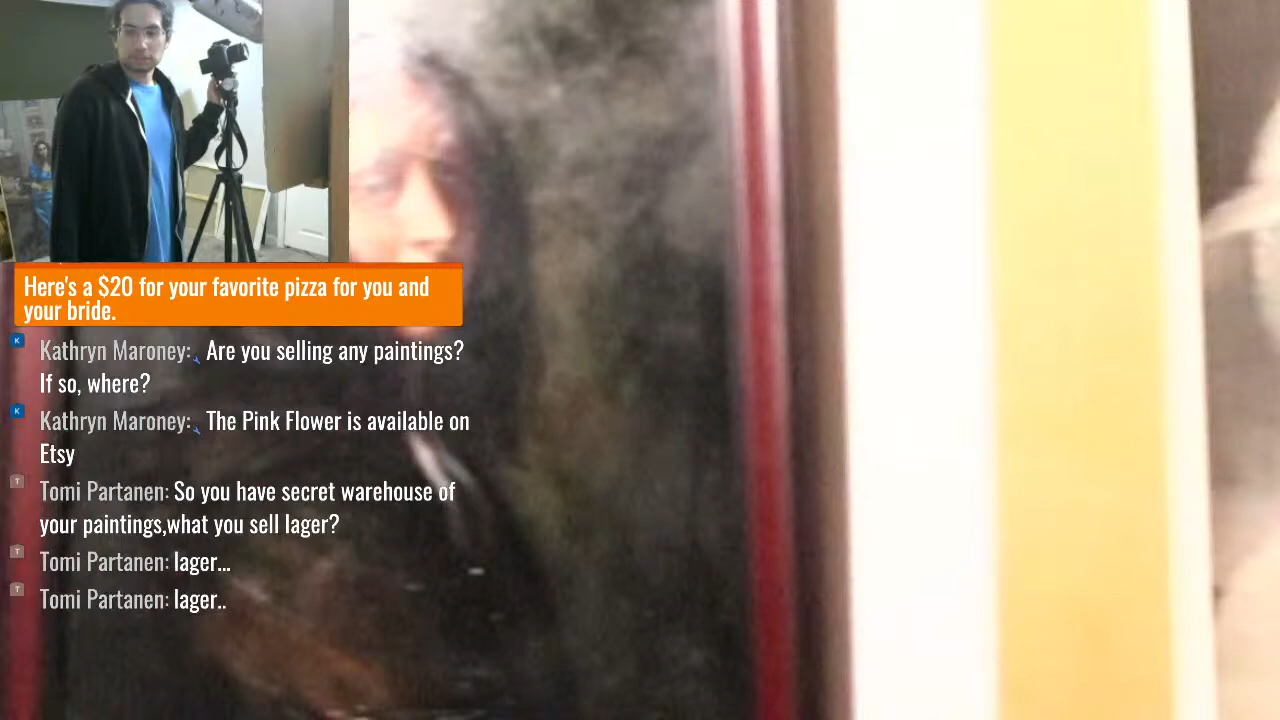 Here's a $20 for your favorite pizza for you and
your bride.
K
Kathryn Maroney: Are you selling any paintings?
If so, where?
K
Kathryn Maroney: The Pink Flower is available on
Etsy
T
Tomi Partanen: So you have secret warehouse of
your paintings,what you sell lager?
T
Tomi Partanen: lager...
T
Tomi Partanen: lager..